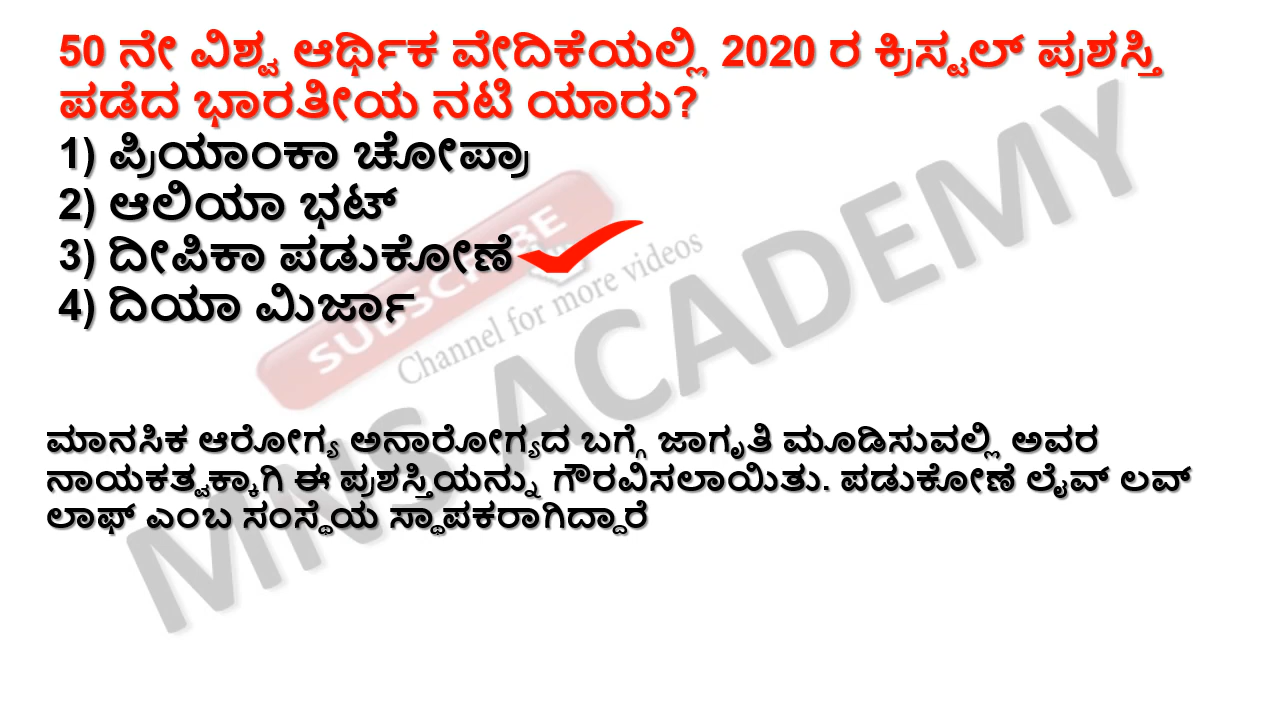 50 ನೇ ವಿಶ್ವ ಆರ್ಥಿಕ ವೇದಿಕೆಯಲ್ಲಿ 2020 ರ ಕ್ರಿಸ್ಟಲ್ ಪ್ರಶಸ್ತಿ
ಪಡೆದ ಭಾರತೀಯ ನಟಿ ಯಾರು?
1) ಪ್ರಿಯಾಂಕಾ ಚೋಪ್ರಾ
2) ಆಲಿಯಾ ಭಟ್
3) ದೀಪಿಕಾ ಪಡುಕೋಣೆ
4) ದಿಯಾ ಮಿರ್ಜಾ
SUBSCRIBE
Channel for more videos
MNS ACADEMY
ಮಾನಸಿಕ ಆರೋಗ್ಯ ಅನಾರೋಗ್ಯದ ಬಗ್ಗೆ ಜಾಗೃತಿ ಮೂಡಿಸುವಲ್ಲಿ ಅವರ
ನಾಯಕತ್ವಕ್ಕಾಗಿ ಈ ಪ್ರಶಸ್ತಿಯನ್ನು ಗೌರವಿಸಲಾಯಿತು. ಪಡುಕೋಣೆ ಲೈವ್ ಲವ್
ಲಾಫ್ ಎಂಬ ಸಂಸ್ಥೆಯ ಸ್ಥಾಪಕರಾಗಿದ್ದಾರೆ